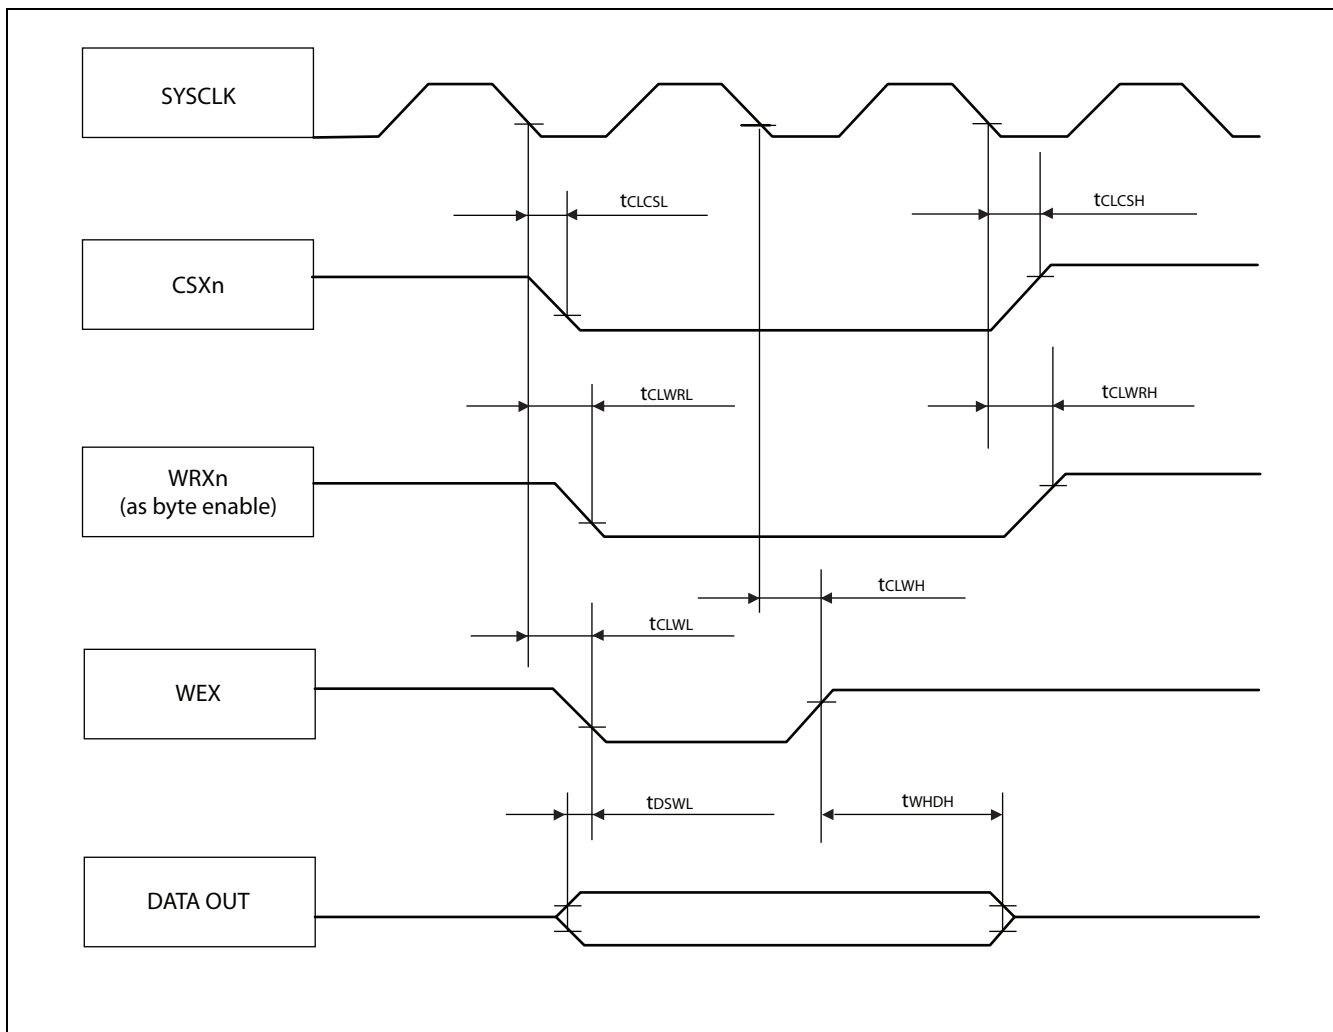 SYSCLK
tCLCSL
tCLCSH
CSXn
tCLWRL
tCLWRH
WRXn
(as byte enable)
tCLWH
tCLWL
WEX
tDSWL
tWHDH
DATA OUT